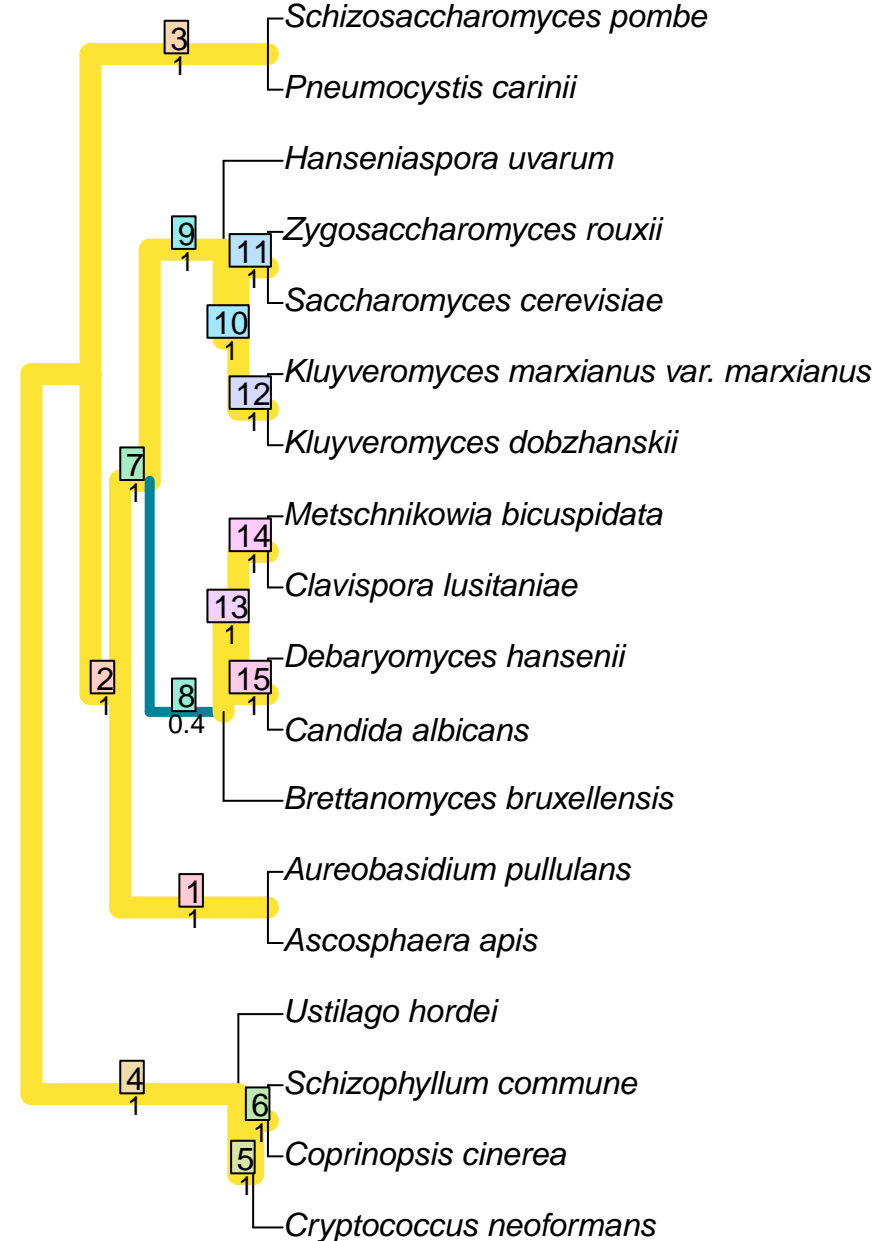 Schizosaccharomyces pombe
3
1
Pneumocystis carinii
Hanseniaspora uvarum
Zygosaccharomyces rouxii
9
1
11
1
Saccharomyces cerevisiae
10
1
Kluyveromyces marxianus var. marxianus
12
1
Kluyveromyces dobzhanskii
7
1
Metschnikowia bicuspidata
14
1
Clavispora lusitaniae
13
1
Debaryomyces hansenii
2
1
8
0.4
15
1
Candida albicans
Brettanomyces bruxellensis
Aureobasidium pullulans
1
1
Ascosphaera apis
Ustilago hordei
4
1
Schizophyllum commune
6
1
Coprinopsis cinerea
5
1
Cryptococcus neoformans